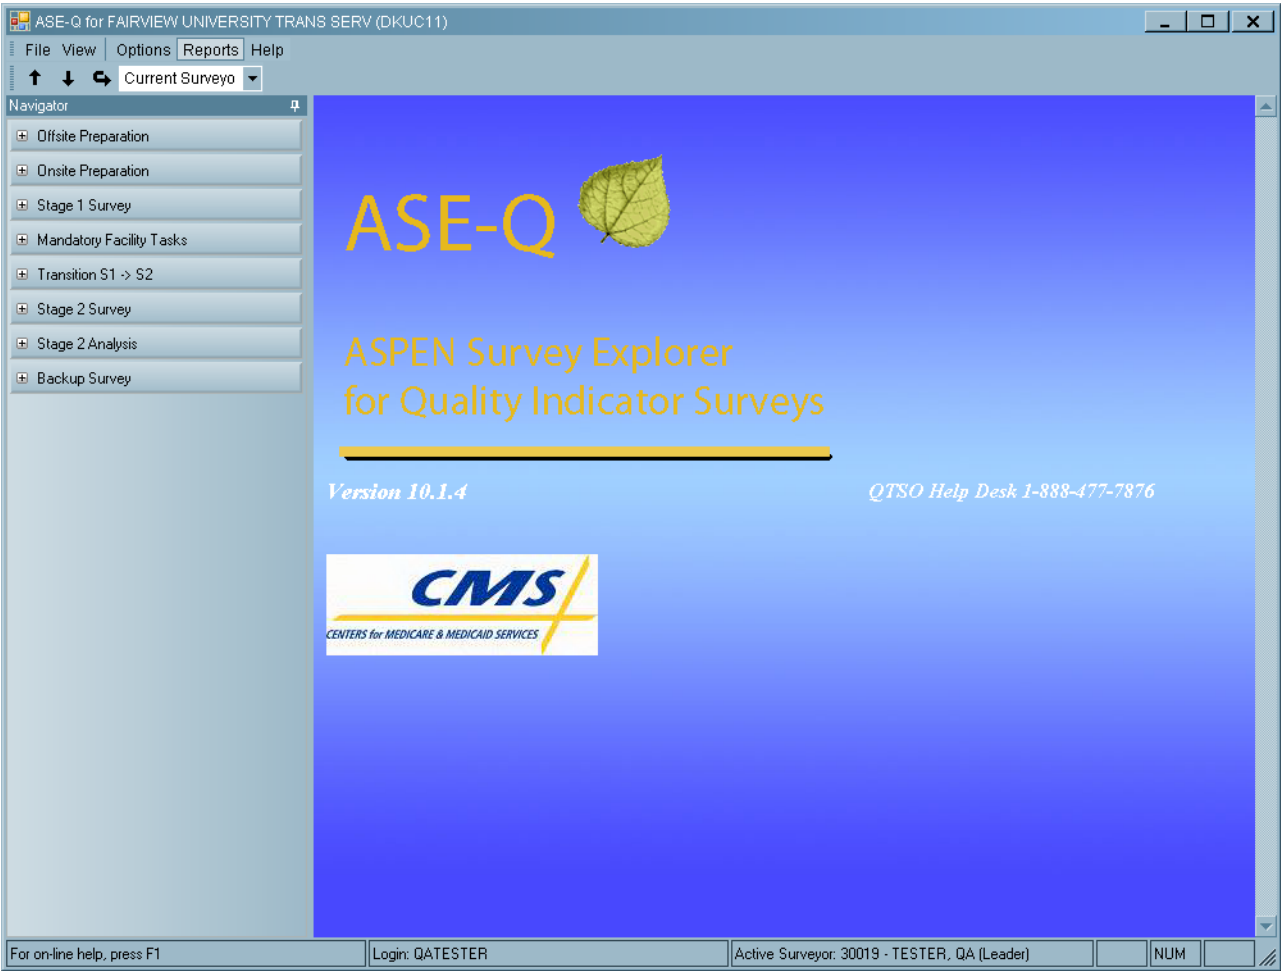 ASE-Q for FAIRVIEW UNIVERSITY TRANS SERV (DKUC11)
File View Options Reports Help
Current Surveyo
Navigator
Offsite Preparation
Onsite Preparation
Stage 1 Survey
Mandatory Facility Tasks
Transition S1 -> S2
Stage 2 Survey
Stage 2 Analysis
Backup Survey
ASE-Q
ASPEN Survey Explorer
for Quality Indicator Surveys
Version 10.1.4
QTSO Help Desk 1-888-477-7876
CMS
CENTERS for MEDICARE & MEDICAID SERVICES
For on-line help, press F1
Login: QATESTER
Active Surveyor: 30019 - TESTER, QA (Leader)
NUM